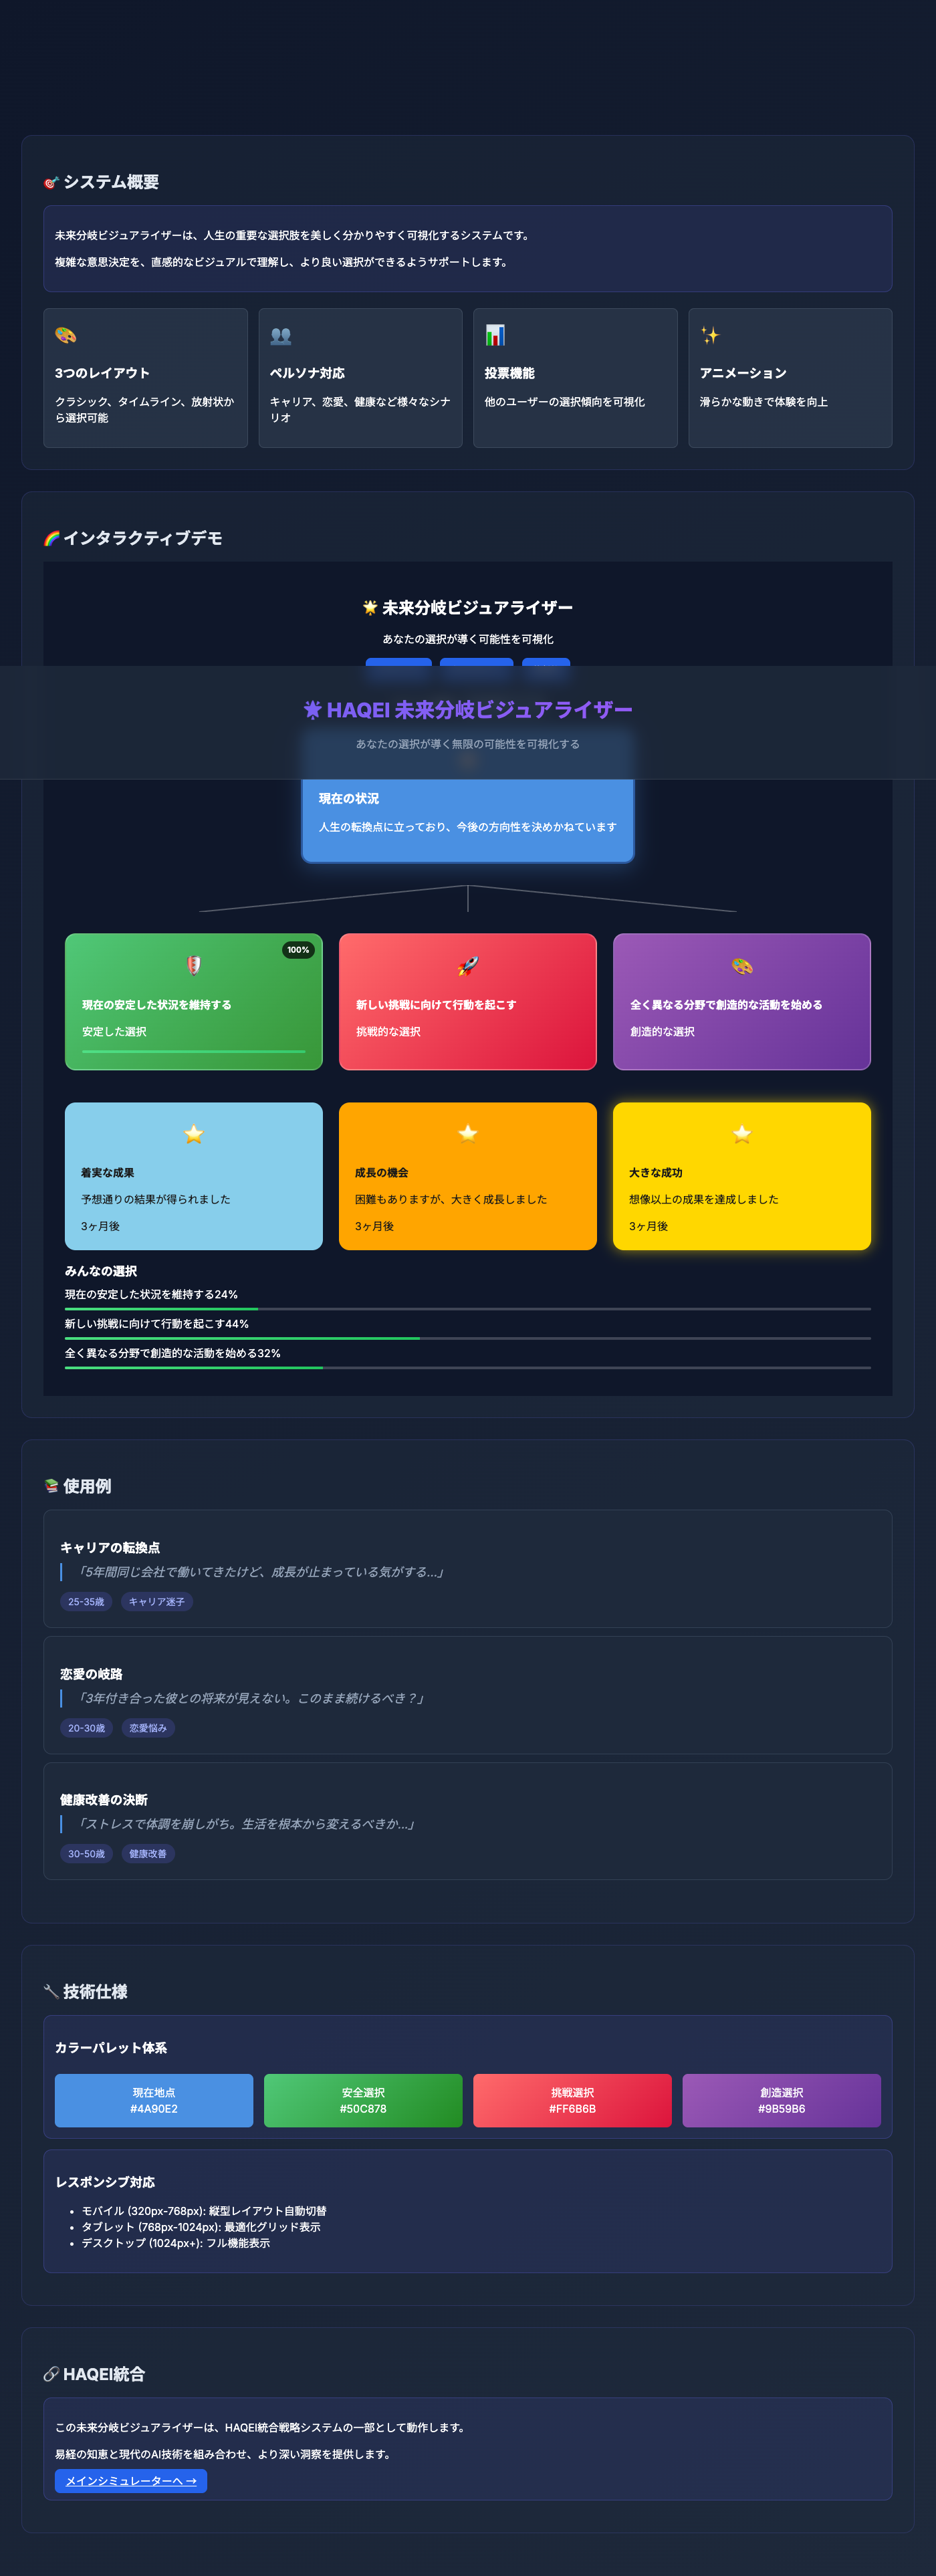 システム概要
未来分岐ビジュアライザーは、人生の重要な選択肢を美しく分かりやすく可視化するシステムです。
複雑な意思決定を、直感的なビジュアルで理解し、より良い選択ができるようサポートします。
3つのレイアウト
クラシック、タイムライン、放射状か
ら選択可能
ペルソナ対応
キャリア、恋愛、健康など様々なシナ
リオ
投票機能
他のユーザーの選択傾向を可視化
アニメーション
滑らかな動きで体験を向上
インタラクティブデモ
未来分岐ビジュアライザー
あなたの選択が導く可能性を可視化
HAQEI 未来分岐ビジュアライザー
あなたの選択が導く無限の可能性を可視化する
現在の状況
人生の転換点に立っており、今後の方向性を決めかねています
100%
現在の安定した状況を維持する
安定した選択
新しい挑戦に向けて行動を起こす
挑戦的な選択
全く異なる分野で創造的な活動を始める
創造的な選択
着実な成果
予想通りの結果が得られました
3ヶ月後
成長の機会
困難もありますが、大きく成長しました
3ヶ月後
大きな成功
想像以上の成果を達成しました
3ヶ月後
みんなの選択
現在の安定した状況を維持する24%
新しい挑戦に向けて行動を起こす44%
全く異なる分野で創造的な活動を始める32%
使用例
キャリアの転換点
「5年間同じ会社で働いてきたけど、成長が止まっている気がする...」
25-35歳
キャリア迷子
恋愛の岐路
「3年付き合った彼との将来が見えない。このまま続けるべき？」
20-30歳
恋愛悩み
健康改善の決断
「ストレスで体調を崩しがち。生活を根本から変えるべきか...」
30-50歳
健康改善
技術仕様
カラーパレット体系
現在地点
#4A90E2
安全選択
#50C878
挑戦選択
#FF6B6B
創造選択
#9B59B6
レスポンシブ対応
• モバイル (320px-768px): 縦型レイアウト自動切替
• タブレット (768px-1024px): 最適化グリッド表示
• デスクトップ (1024px+): フル機能表示
HAQEI統合
この未来分岐ビジュアライザーは、HAQEI統合戦略システムの一部として動作します。
易経の知恵と現代のAI技術を組み合わせ、より深い洞察を提供します。
メインシミュレーターへ →